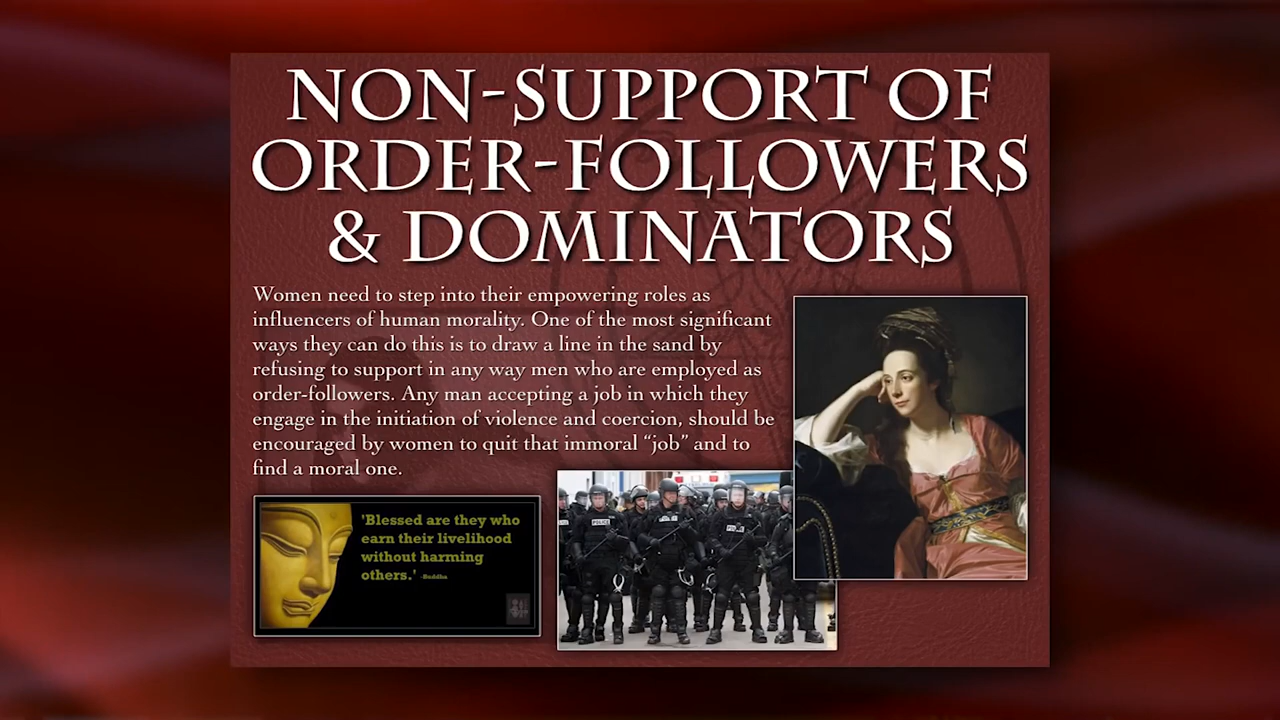 NON-SUPPORT OF
ORDER-FOLLOWERS
& DOMINATORS
Women need to step into their empowering roles as
influencers of human morality. One of the most significant
ways they can do this is to draw a line in the sand by
refusing to support in any way men who are employed as
order-followers. Any man accepting a job in which they
engage in the initiation of violence and coercion, should be
encouraged by women to quit that immoral “job” and to
find a moral one.
'Blessed are they who
earn their livelihood
without harming
others.' -Buddha
POLICE